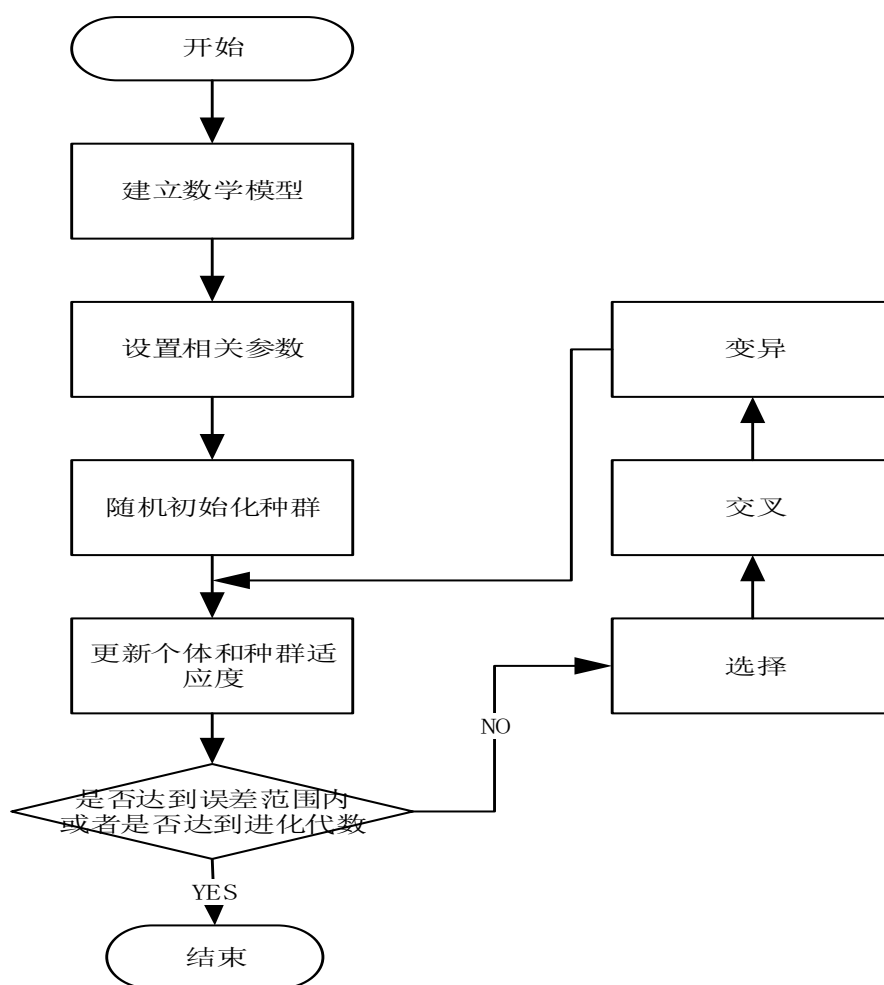 开始
建立数学模型
设置相关参数
随机初始化种群
更新个体和种群适
应度
是否达到误差范围内
或者是否达到进化代数
YES
结束
NO
选择
交叉
变异